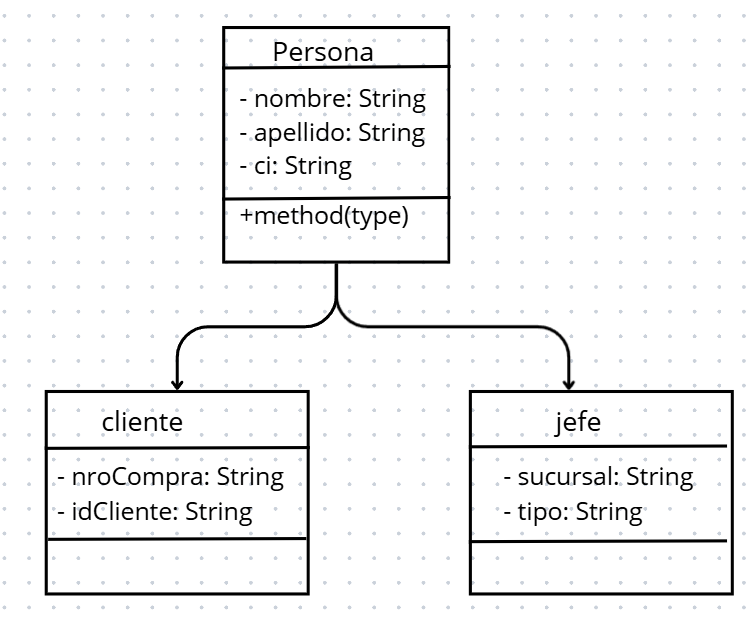 Persona
- nombre: String
- apellido: String
- ci: String
+method(type)
cliente
- nroCompra: String
- idCliente: String
jefe
- sucursal: String
- tipo: String